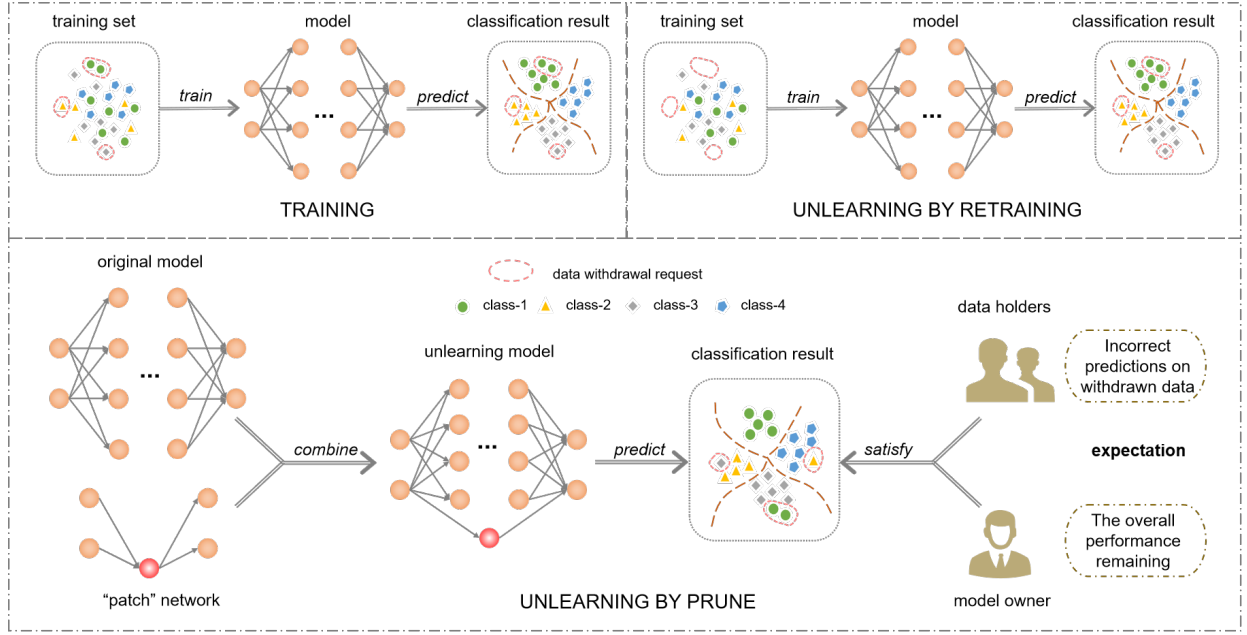 training set
model
classification result
train
predict
...
TRAINING
training set
model
classification result
train
predict
...
UNLEARNING BY RETRAINING
original model
...
"patch" network
combine
data withdrawal request
class-1
class-2
class-3
class-4
unlearning model
...
predict
classification result
satisfy
data holders
Incorrect
predictions on
withdrawn data
expectation
The overall
performance
remaining
model owner
UNLEARNING BY PRUNE